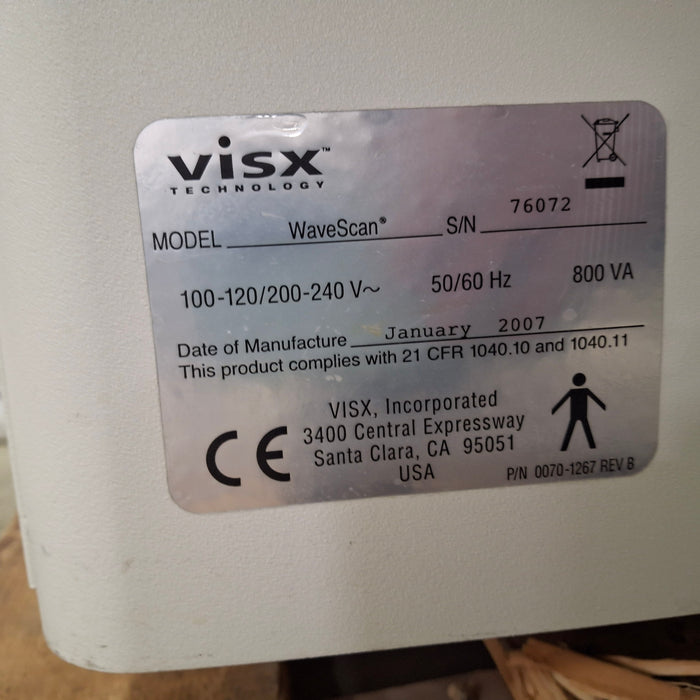 VISX™
TECHNOLOGY
MODEL WaveScan® S/N 76072
100-120/200-240 V~ 50/60 Hz 800 VA
Date of Manufacture January 2007
This product complies with 21 CFR 1040.10 and 1040.11
VISX, Incorporated
3400 Central Expressway
Santa Clara, CA 95051
USA
CE
P/N 0070-1267 REV B